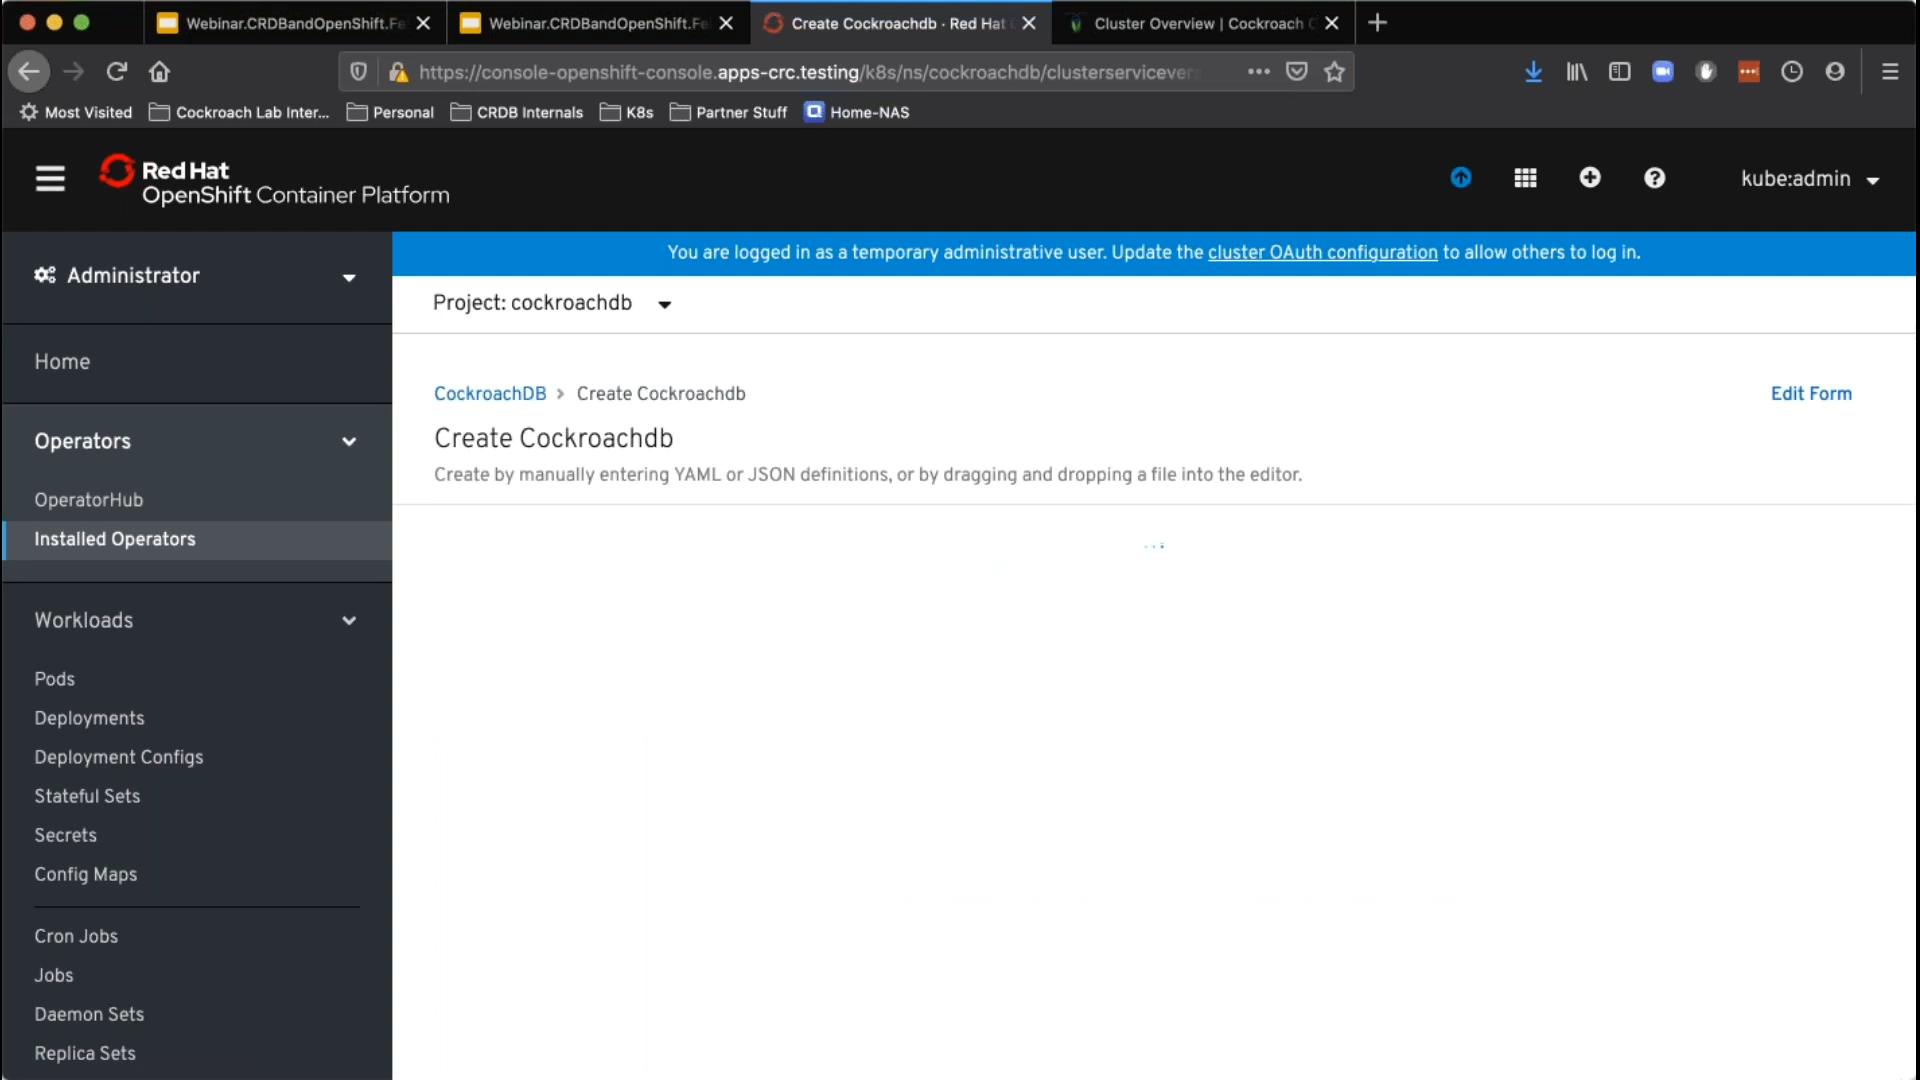 Webinar.CRDBandOpenShift.Fe
Webinar.CRDBandOpenShift.Fe
Create Cockroachdb · Red Hat
Cluster Overview | Cockroach C
https://console-openshift-console.apps-crc.testing/k8s/ns/cockroachdb/clusterservicever
Most Visited
Cockroach Lab Inter...
Personal
CRDB Internals
K8s
Partner Stuff
Home-NAS
Red Hat
OpenShift Container Platform
kube:admin
You are logged in as a temporary administrative user. Update the cluster OAuth configuration to allow others to log in.
Administrator
Project: cockroachdb
Home
CockroachDB > Create Cockroachdb
Edit Form
Operators
Create Cockroachdb
Create by manually entering YAML or JSON definitions, or by dragging and dropping a file into the editor.
OperatorHub
Installed Operators
Workloads
Pods
Deployments
Deployment Configs
Stateful Sets
Secrets
Config Maps
Cron Jobs
Jobs
Daemon Sets
Replica Sets